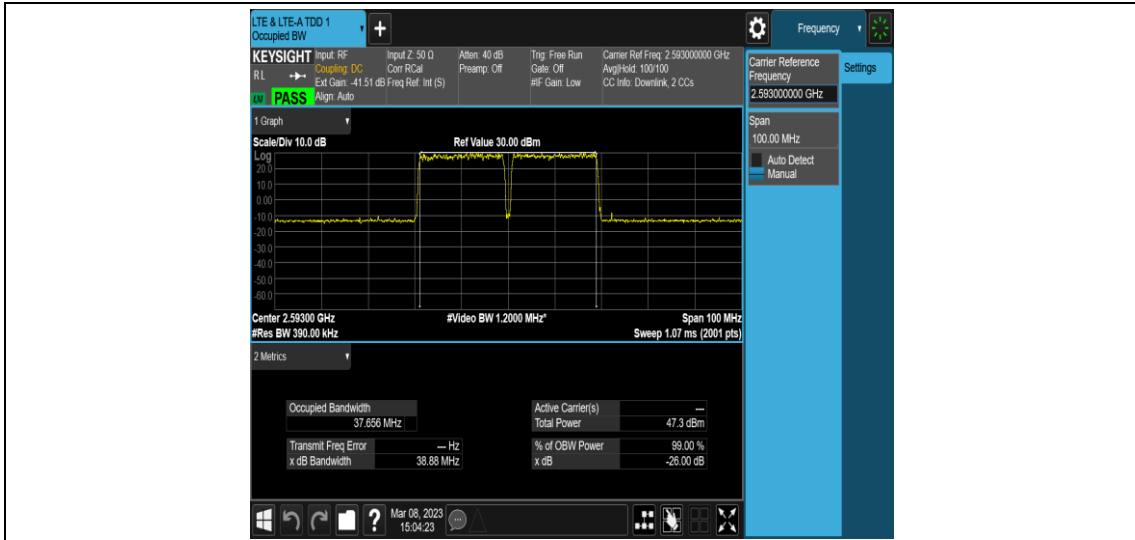 LTE & LTE-A TDD 1
Occupied BW
Frequency
KEYSIGHT
RL
PASS
Input: RF
Coupling: DC
Ext Gain: -41.51 dB
Align: Auto
Input Z: 50 Ω
Corr RCal
Freq Ref: Int (S)
Atten: 40 dB
Preamp: Off
Trig: Free Run
Gate: Off
#IF Gain: Low
Carrier Ref Freq: 2.593000000 GHz
Avg|Hold: 100/100
CC Info: Downlink, 2 CCs
Carrier Reference
Frequency
2.593000000 GHz
Settings
Span
100.00 MHz
Auto Detect
Manual
1 Graph
Scale/Div 10.0 dB
Ref Value 30.00 dBm
Log
20.0
10.0
0.00
-10.0
-20.0
-30.0
-40.0
-50.0
-60.0
Center 2.59300 GHz
#Video BW 1.2000 MHz*
Span 100 MHz
#Res BW 390.00 kHz
Sweep 1.07 ms (2001 pts)
2 Metrics
Occupied Bandwidth
37.656 MHz
Transmit Freq Error --- Hz
x dB Bandwidth 38.88 MHz
Active Carrier(s) ---
Total Power 47.3 dBm
% of OBW Power 99.00 %
x dB -26.00 dB
?
Mar 08, 2023
15:04:23